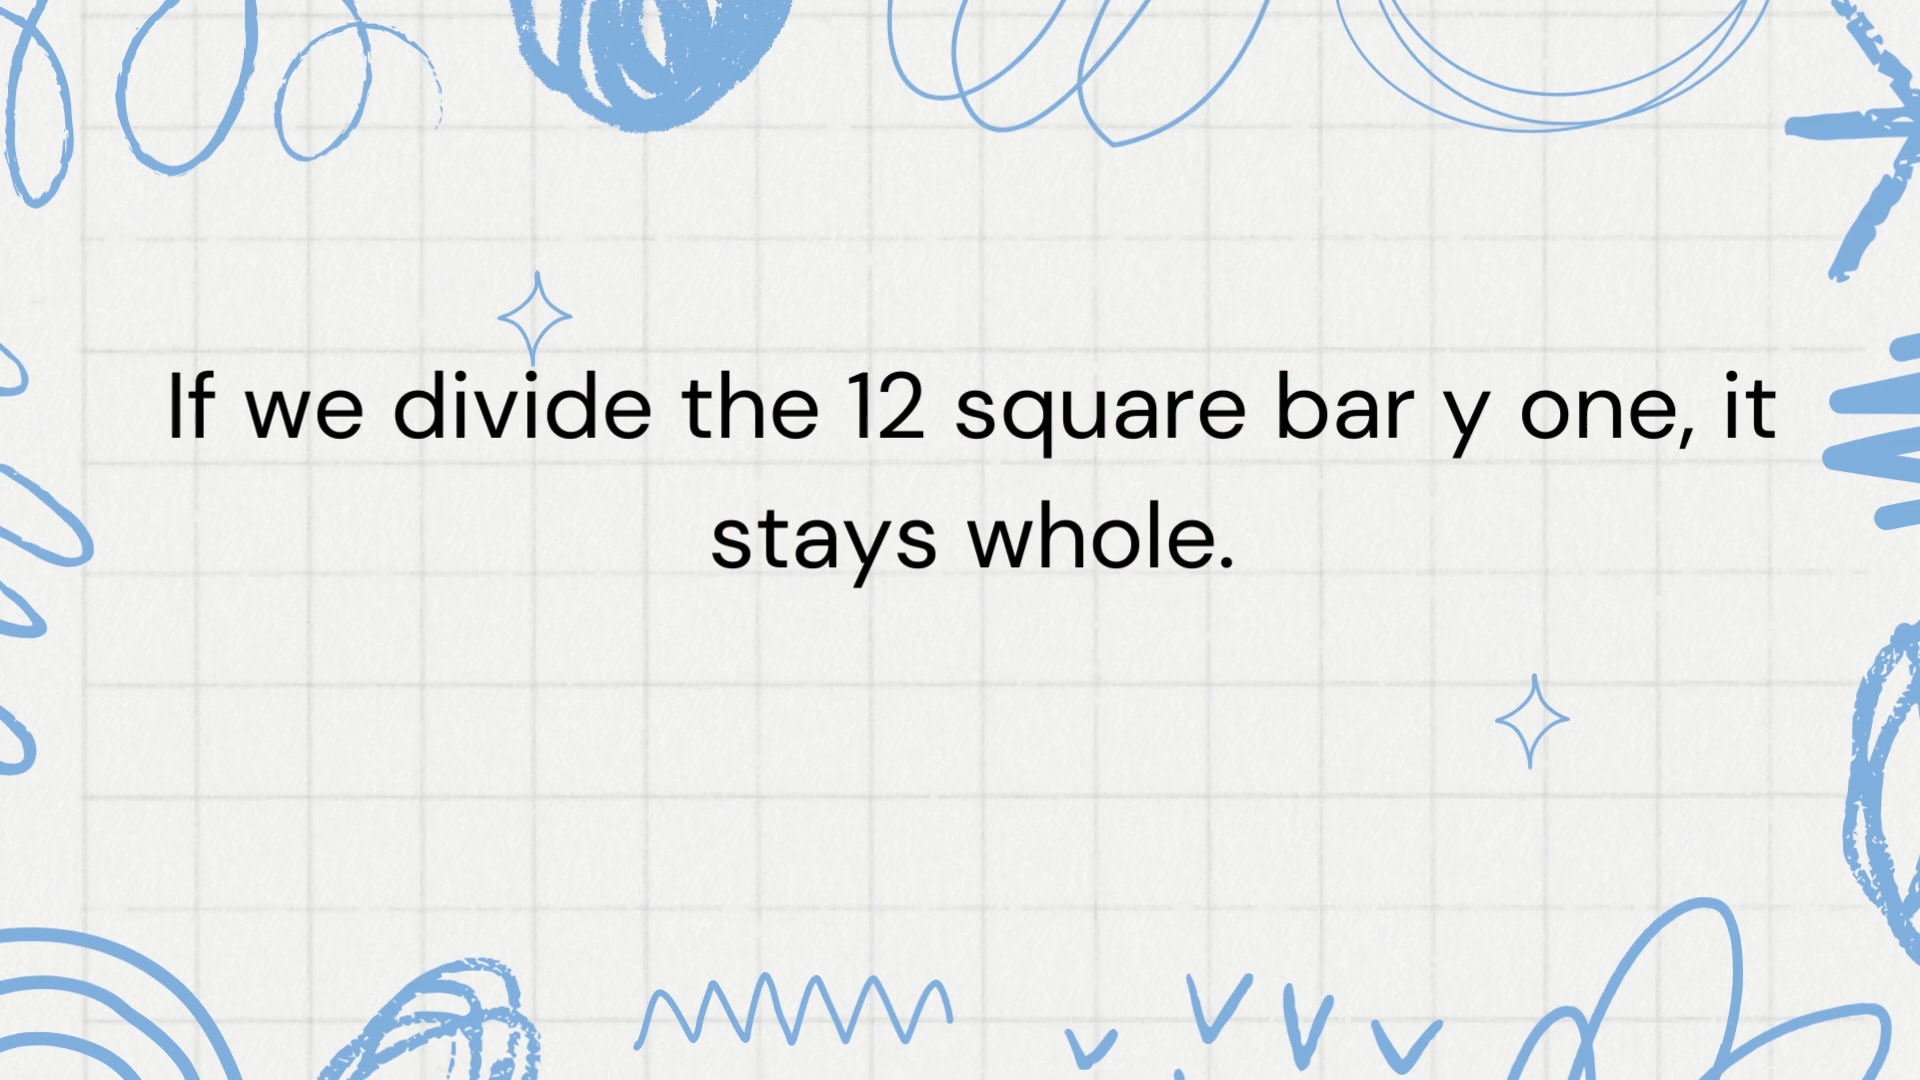 If we divide the 12 square bar y one, it
stays whole.